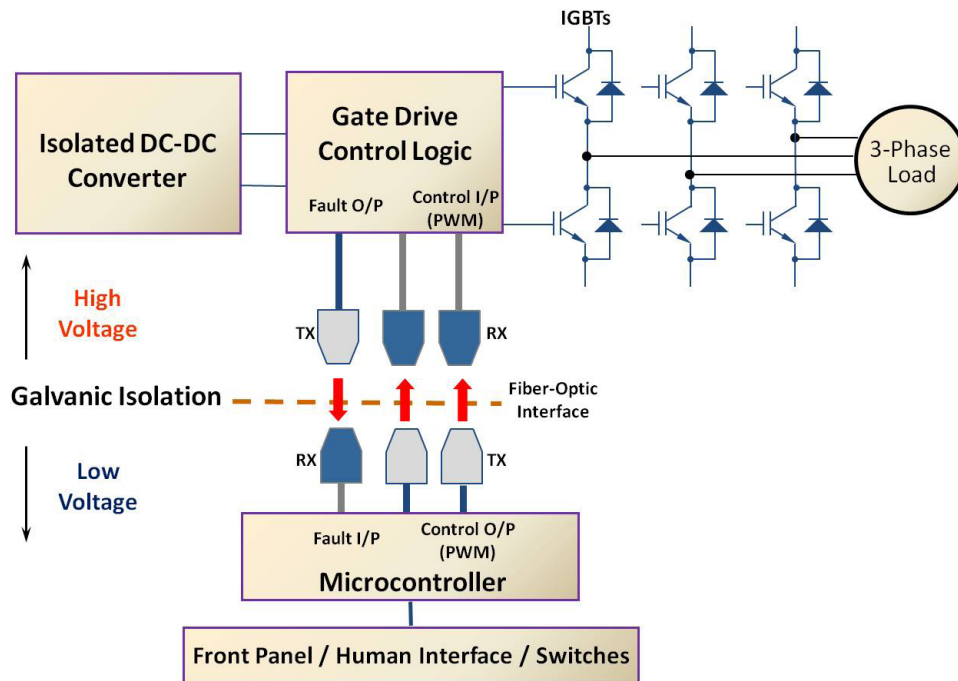 IGBTs
Isolated DC-DC
Converter
Gate Drive
Control Logic
Fault O/P
Control I/P
(PWM)
3-Phase
Load
High
Voltage
TX
RX
Galvanic Isolation
Fiber-Optic
Interface
Low
Voltage
RX
TX
Fault I/P
Control O/P
(PWM)
Microcontroller
Front Panel / Human Interface / Switches